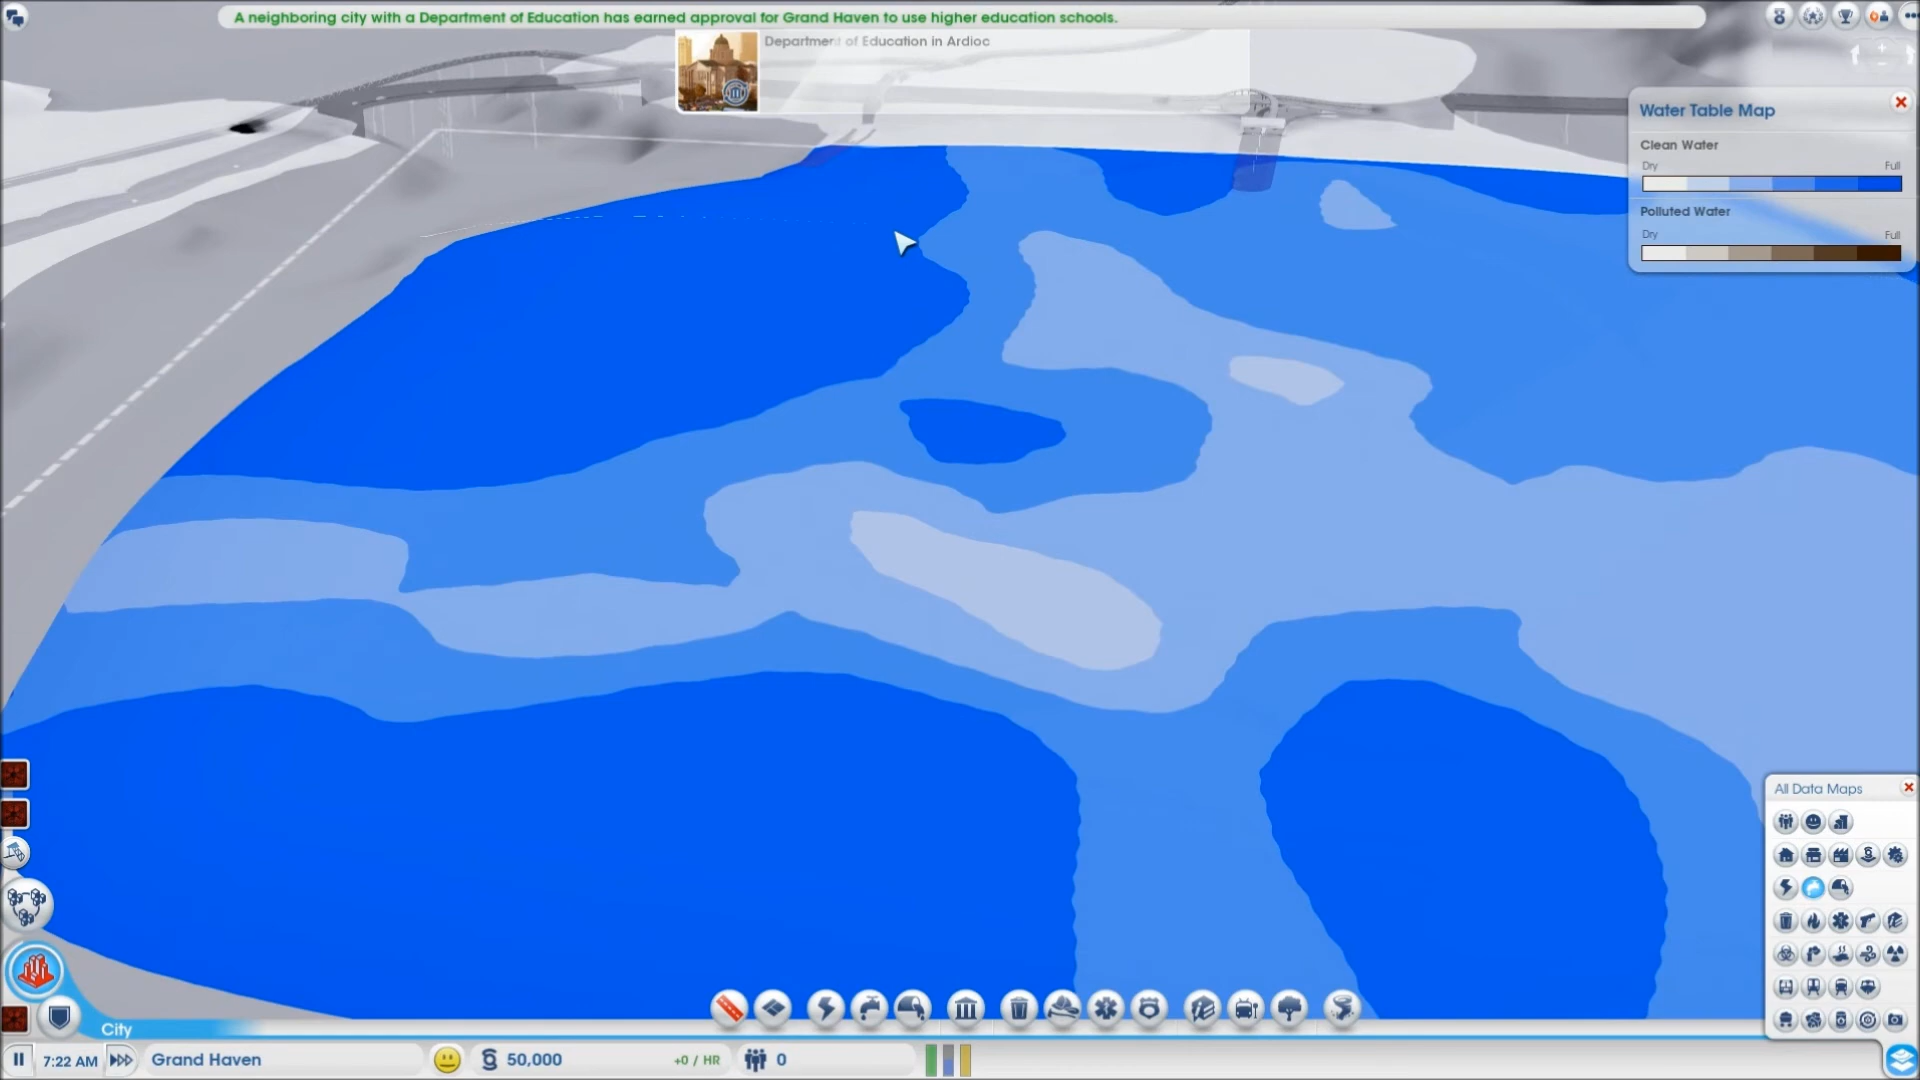 A neighboring city with a Department of Education has earned approval for Grand Haven to use higher education schools.
Department of Education in Ardioc
Water Table Map
Clean Water
Dry Full
Polluted Water
Dry Full
All Data Maps
City
7:22 AM Grand Haven 50,000 +0 / HR 0